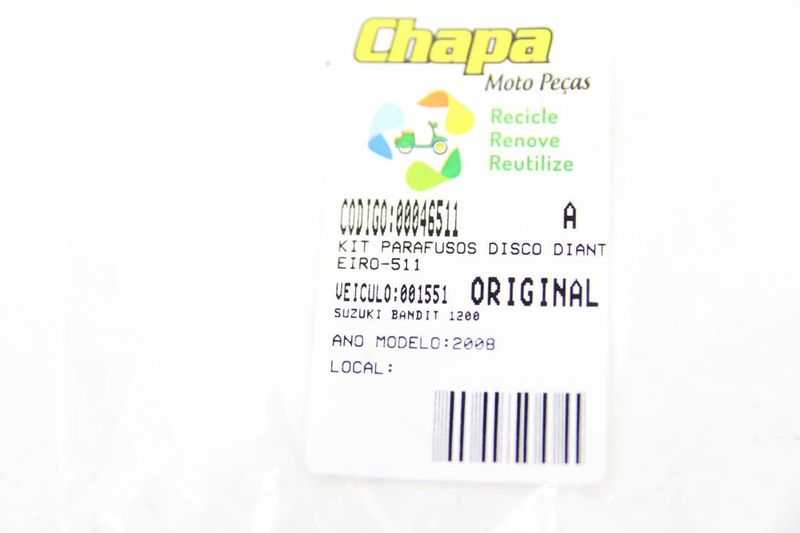 Chapa
Moto Peças
Recicle
Renove
Reutilize
CODIGO:00046511 A
KIT PARAFUSOS DISCO DIANT
EIRO-511
VEICULO:001551 ORIGINAL
SUZUKI BANDIT 1200
ANO MODELO:2008
LOCAL: